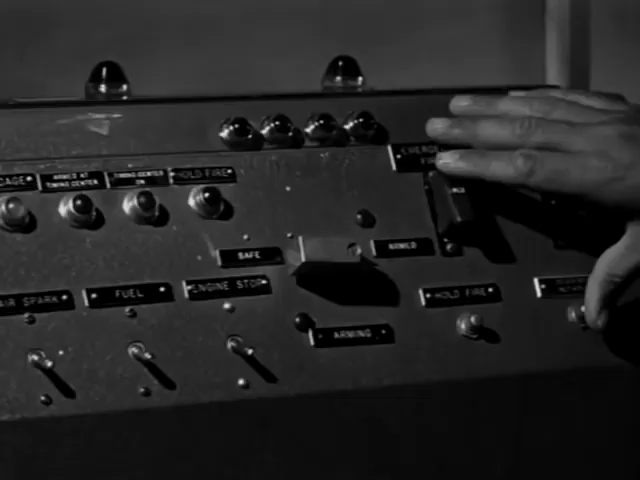 CAGE
ARMED AT
TIMING CENTER
TIMING CENTER
ON
HOLD FIRE
SAFE
ARMED
AIR SPARK
FUEL
ENGINE STOP
ARMING
HOLD FIRE